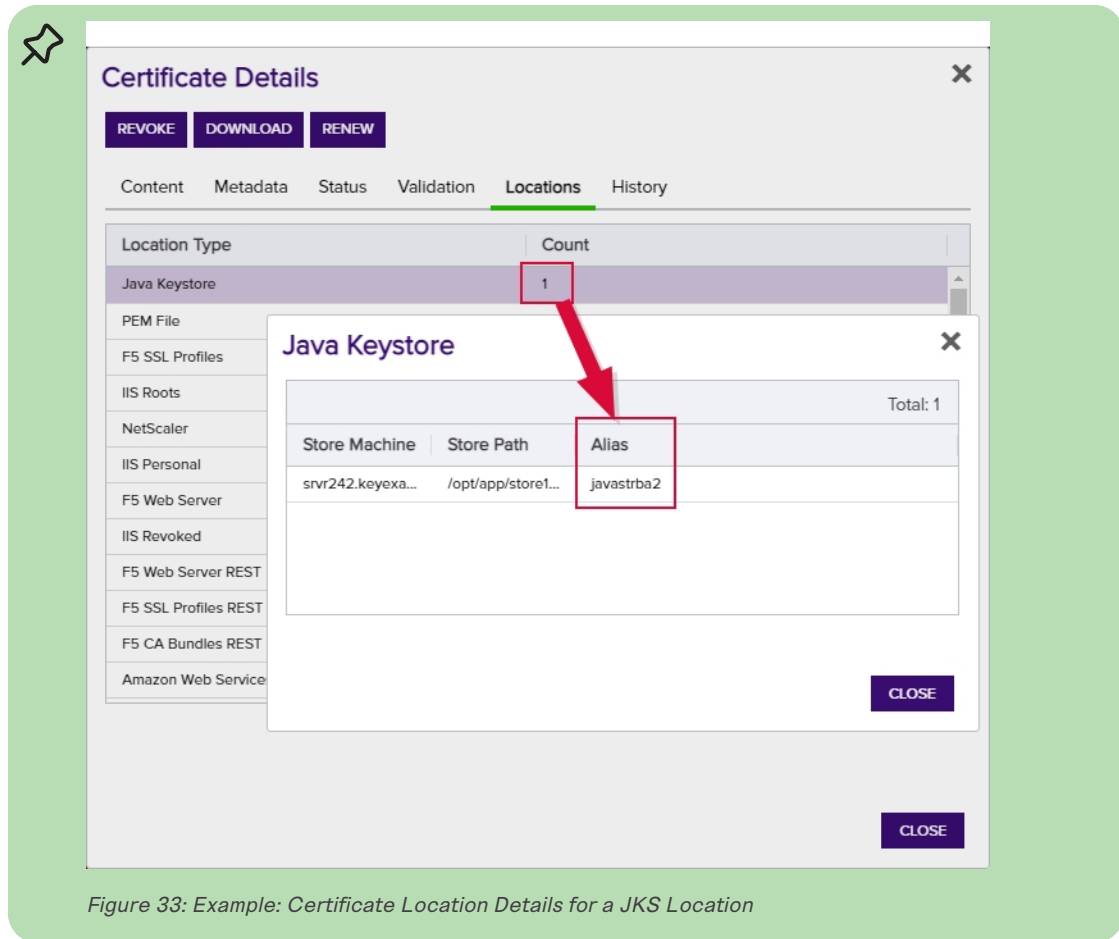 Certificate Details
REVOKE DOWNLOAD RENEW
Content Metadata Status Validation Locations History
Location Type Count
Java Keystore 1
PEM File
F5 SSL Profiles
IIS Roots
NetScaler
IIS Personal
F5 Web Server
IIS Revoked
F5 Web Server REST
F5 SSL Profiles REST
F5 CA Bundles REST
Amazon Web Service
Java Keystore
Total: 1
Store Machine Store Path Alias
srvr242.keyexa... /opt/app/store1... javastrba2
CLOSE
CLOSE
Figure 33: Example: Certificate Location Details for a JKS Location